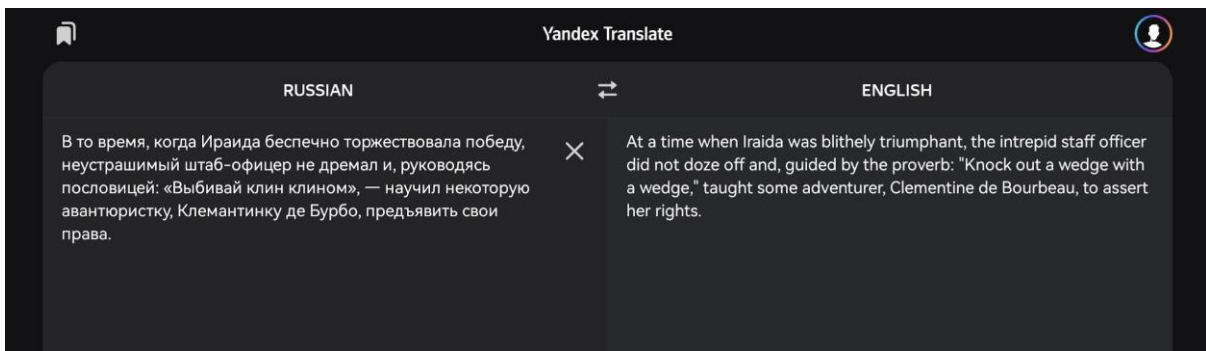 Yandex Translate
RUSSIAN
ENGLISH
В то время, когда Ираида беспечно торжествовала победу,
неустрашимый штаб-офицер не дремал и, руководясь
пословицей: «Выбивай клин клином», — научил некоторую
авантюристку, Клемантинку де Бурбо, предъявить свои
права.
At a time when Iraida was blithely triumphant, the intrepid staff officer
did not doze off and, guided by the proverb: "Knock out a wedge with
a wedge," taught some adventurer, Clementine de Bourbeau, to assert
her rights.